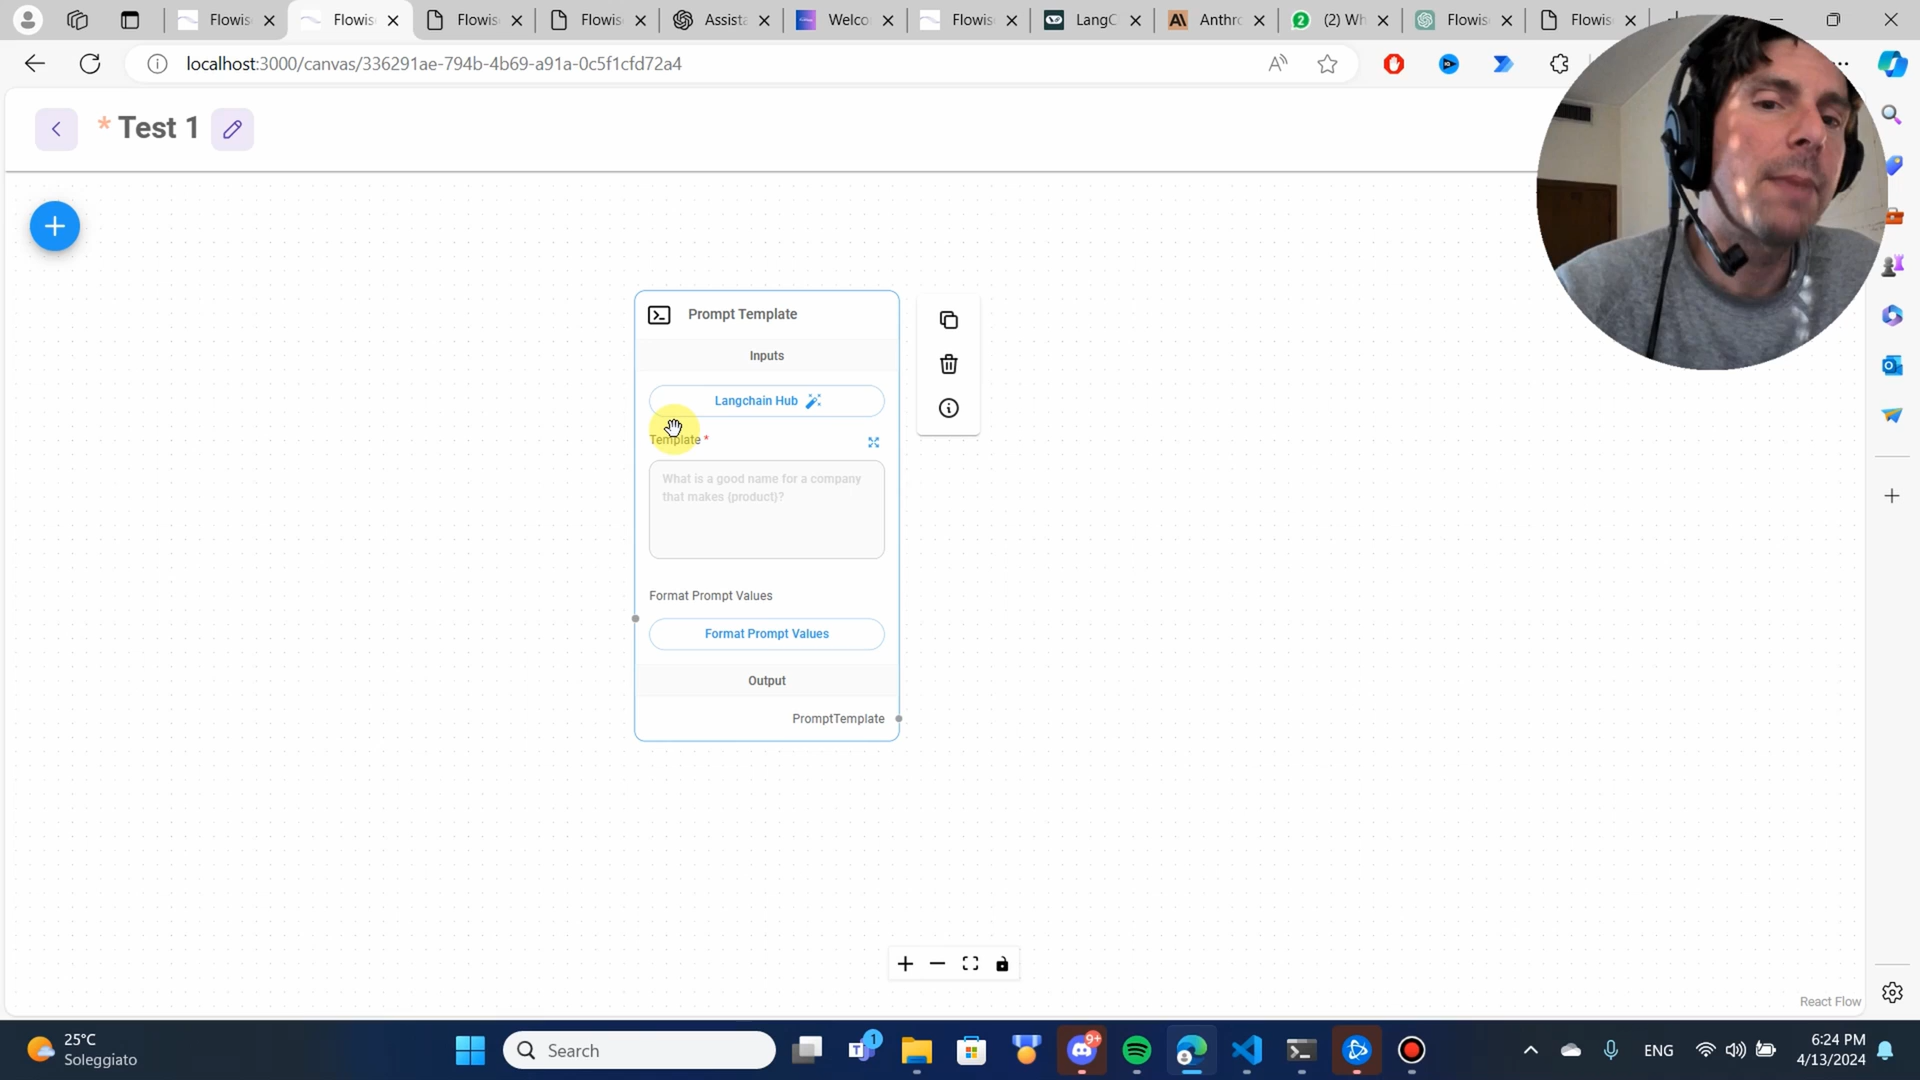 Flowis
Flowis
Flowis
Flowis
Assista
Welco
Flowis
LangC
Anthro
2 (2) Wh
Flowis
Flowis
localhost:3000/canvas/336291ae-794b-4b69-a91a-0c5f1cfd72a4
* Test 1
Prompt Template
Inputs
Langchain Hub
Template *
What is a good name for a company
that makes {product}?
Format Prompt Values
Format Prompt Values
Output
PromptTemplate
React Flow
25°C
Soleggiato
Search
1
9+
ENG
6:24 PM
4/13/2024